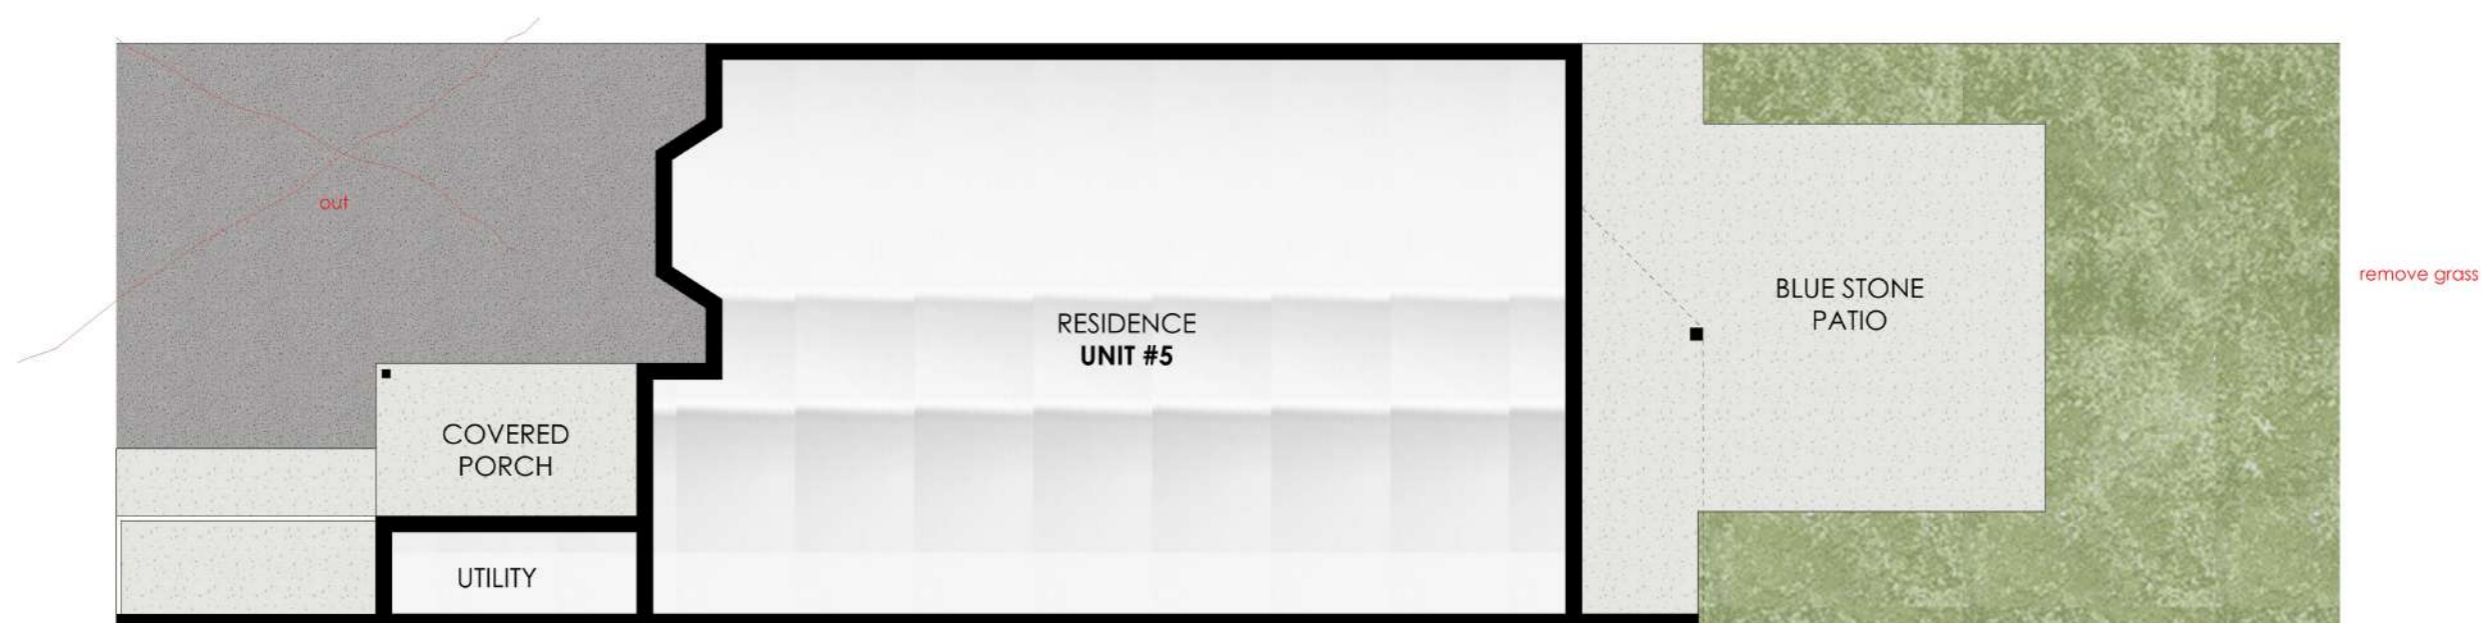 out
remove grass
BLUE STONE
PATIO
RESIDENCE
UNIT #5
COVERED
PORCH
UTILITY